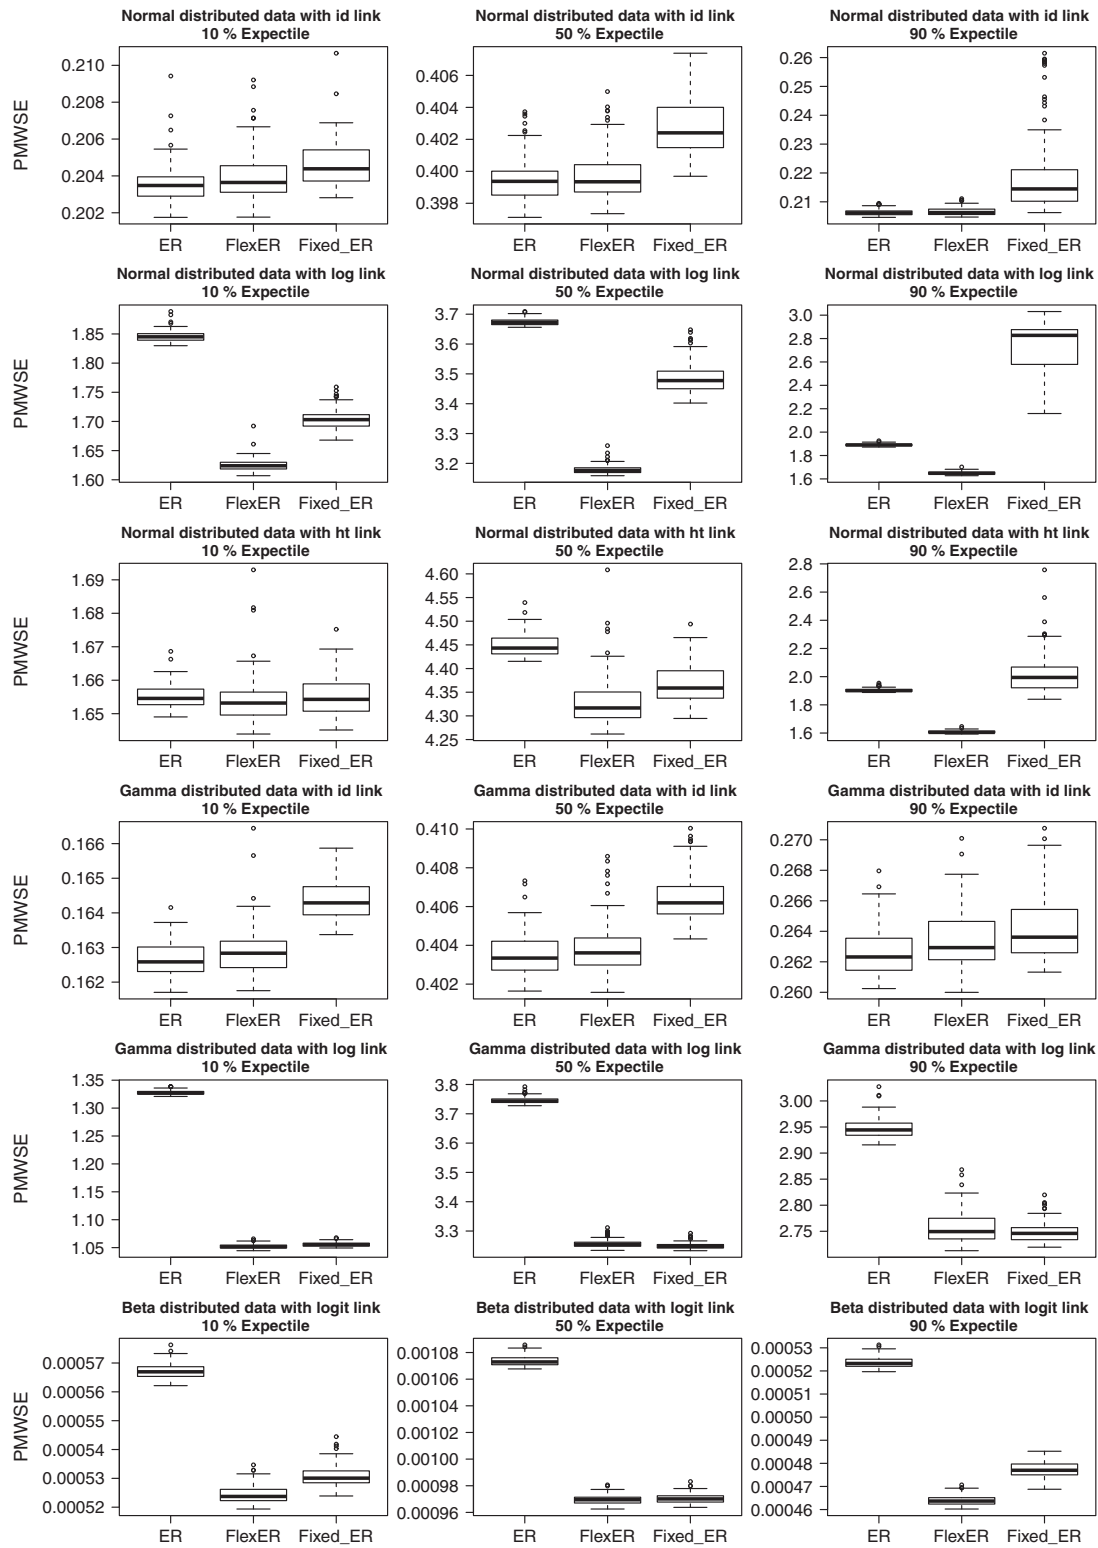 Normal distributed data with id link
10 % Expectile
PMWSE
0.210
0.208
0.206
0.204
0.202
ER FlexER Fixed_ER
Normal distributed data with id link
50 % Expectile
0.406
0.404
0.402
0.400
0.398
ER FlexER Fixed_ER
Normal distributed data with id link
90 % Expectile
0.26
0.25
0.24
0.23
0.22
0.21
ER FlexER Fixed_ER
Normal distributed data with log link
10 % Expectile
PMWSE
1.85
1.80
1.75
1.70
1.65
1.60
ER FlexER Fixed_ER
Normal distributed data with log link
50 % Expectile
3.7
3.6
3.5
3.4
3.3
3.2
ER FlexER Fixed_ER
Normal distributed data with log link
90 % Expectile
3.0
2.8
2.6
2.4
2.2
2.0
1.8
1.6
ER FlexER Fixed_ER
Normal distributed data with ht link
10 % Expectile
PMWSE
1.69
1.68
1.67
1.66
1.65
ER FlexER Fixed_ER
Normal distributed data with ht link
50 % Expectile
4.60
4.55
4.50
4.45
4.40
4.35
4.30
4.25
ER FlexER Fixed_ER
Normal distributed data with ht link
90 % Expectile
2.8
2.6
2.4
2.2
2.0
1.8
1.6
ER FlexER Fixed_ER
Gamma distributed data with id link
10 % Expectile
PMWSE
0.166
0.165
0.164
0.163
0.162
ER FlexER Fixed_ER
Gamma distributed data with id link
50 % Expectile
0.410
0.408
0.406
0.404
0.402
ER FlexER Fixed_ER
Gamma distributed data with id link
90 % Expectile
0.270
0.268
0.266
0.264
0.262
0.260
ER FlexER Fixed_ER
Gamma distributed data with log link
10 % Expectile
PMWSE
1.35
1.30
1.25
1.20
1.15
1.10
1.05
ER FlexER Fixed_ER
Gamma distributed data with log link
50 % Expectile
3.8
3.7
3.6
3.5
3.4
3.3
ER FlexER Fixed_ER
Gamma distributed data with log link
90 % Expectile
3.00
2.95
2.90
2.85
2.80
2.75
ER FlexER Fixed_ER
Beta distributed data with logit link
10 % Expectile
PMWSE
0.00057
0.00056
0.00055
0.00054
0.00053
0.00052
ER FlexER Fixed_ER
Beta distributed data with logit link
50 % Expectile
0.00108
0.00106
0.00104
0.00102
0.00100
0.00098
0.00096
ER FlexER Fixed_ER
Beta distributed data with logit link
90 % Expectile
0.00053
0.00052
0.00051
0.00050
0.00049
0.00048
0.00047
0.00046
ER FlexER Fixed_ER